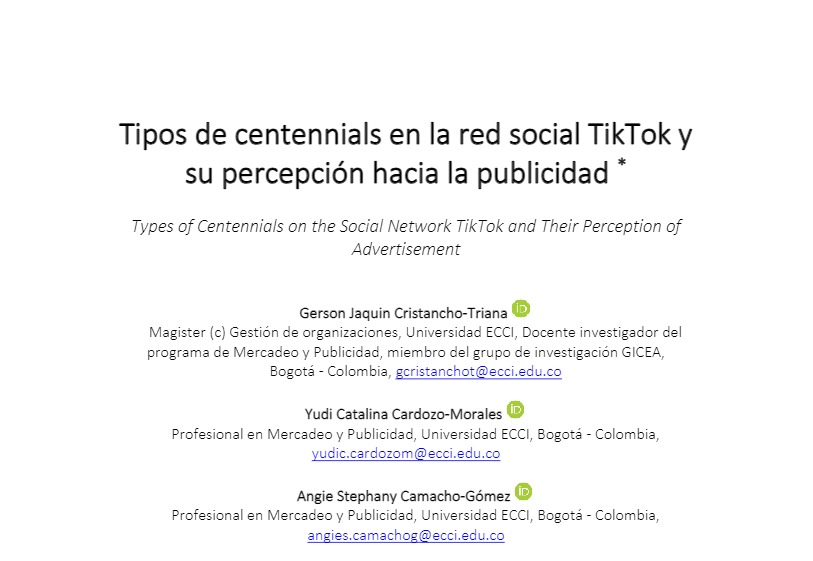 Tipos de centennials en la red social TikTok y
su percepción hacia la publicidad *
Types of Centennials on the Social Network TikTok and Their Perception of
Advertisement
Gerson Jaquin Cristancho-Triana iD
Magister (c) Gestión de organizaciones, Universidad ECCI, Docente investigador del
programa de Mercadeo y Publicidad, miembro del grupo de investigación GICEA,
Bogotá - Colombia, gcristanchot@ecci.edu.co
Yudi Catalina Cardozo-Morales iD
Profesional en Mercadeo y Publicidad, Universidad ECCI, Bogotá - Colombia,
yudic.cardozom@ecci.edu.co
Angie Stephany Camacho-Gómez iD
Profesional en Mercadeo y Publicidad, Universidad ECCI, Bogotá - Colombia,
angies.camachog@ecci.edu.co